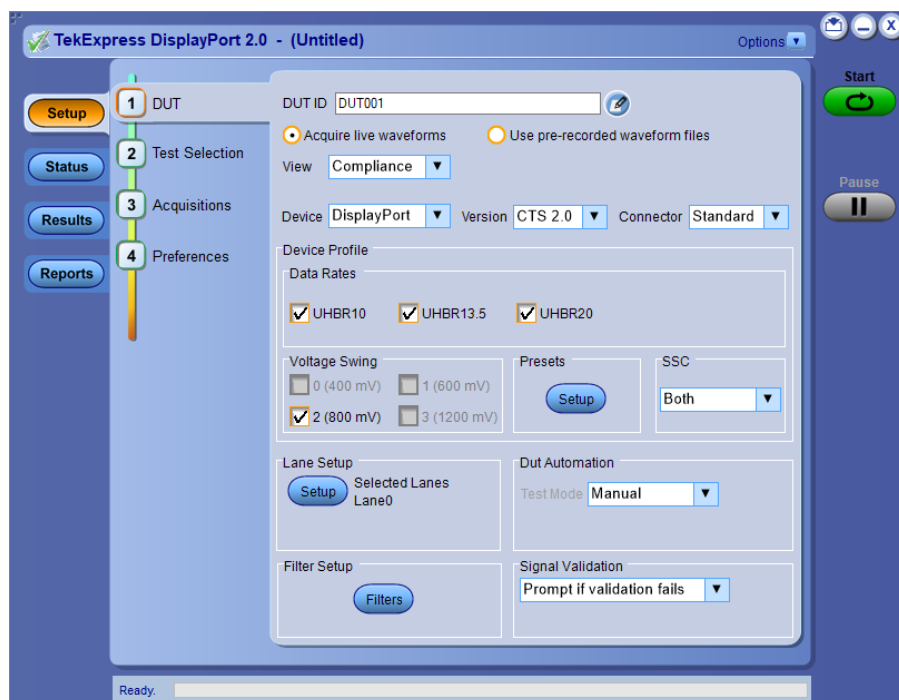 TekExpress DisplayPort 2.0 - (Untitled)
Options
X
Start
Pause
Setup
Status
Results
Reports
1 DUT
2 Test Selection
3 Acquisitions
4 Preferences
DUT ID DUT001
Acquire live waveforms Use pre-recorded waveform files
View Compliance
Device DisplayPort Version CTS 2.0 Connector Standard
Device Profile
Data Rates
UHBR10 UHBR13.5 UHBR20
Voltage Swing
0 (400 mV) 1 (600 mV)
2 (800 mV) 3 (1200 mV)
Presets
Setup
SSC
Both
Lane Setup
Setup Selected Lanes
Lane0
Dut Automation
Test Mode Manual
Filter Setup
Filters
Signal Validation
Prompt if validation fails
Ready.